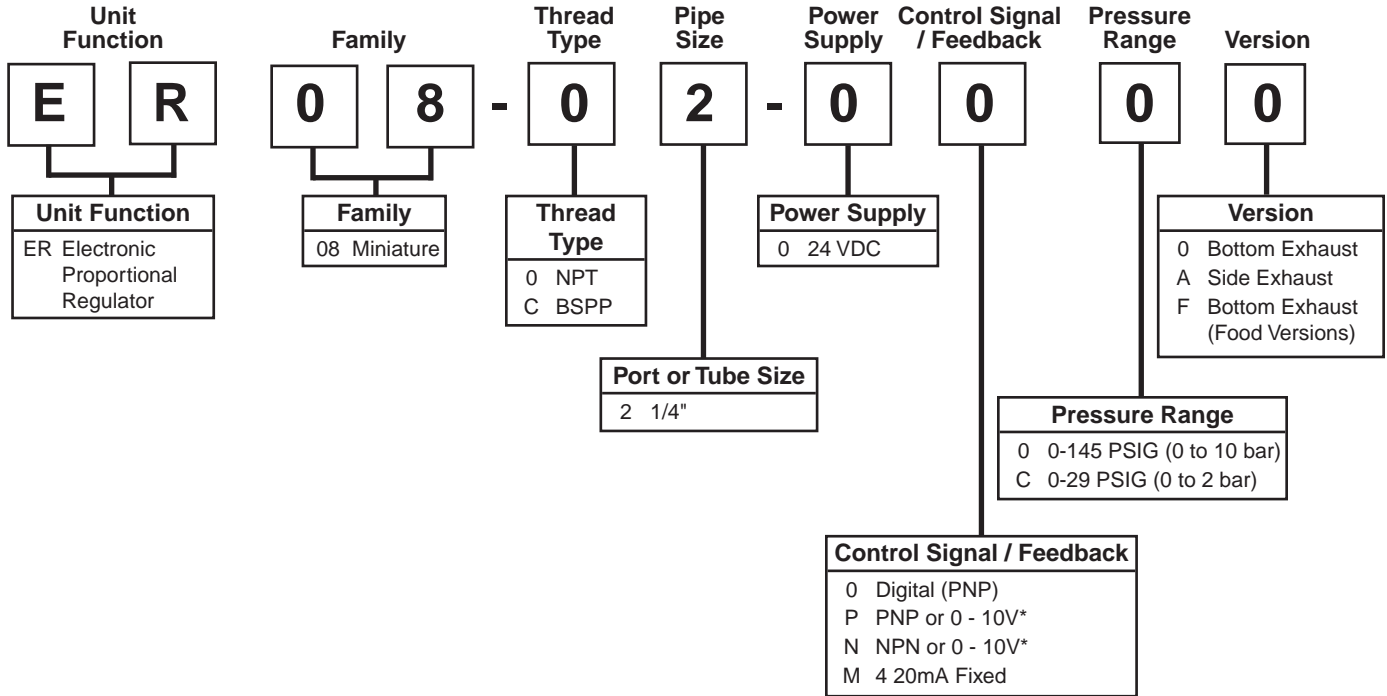 Unit
Function
Family
Thread
Type
Pipe
Size
Power
Supply
Control Signal
/ Feedback
Pressure
Range
Version
E R 0 8 - 0 2 - 0 0 0 0
Unit Function
ER Electronic
Proportional
Regulator
Family
08 Miniature
Thread
Type
0 NPT
C BSPP
Power Supply
0 24 VDC
Version
0 Bottom Exhaust
A Side Exhaust
F Bottom Exhaust
(Food Versions)
Port or Tube Size
2 1/4"
Pressure Range
0 0-145 PSIG (0 to 10 bar)
C 0-29 PSIG (0 to 2 bar)
Control Signal / Feedback
0 Digital (PNP)
P PNP or 0 - 10V*
N NPN or 0 - 10V*
M 4 20mA Fixed